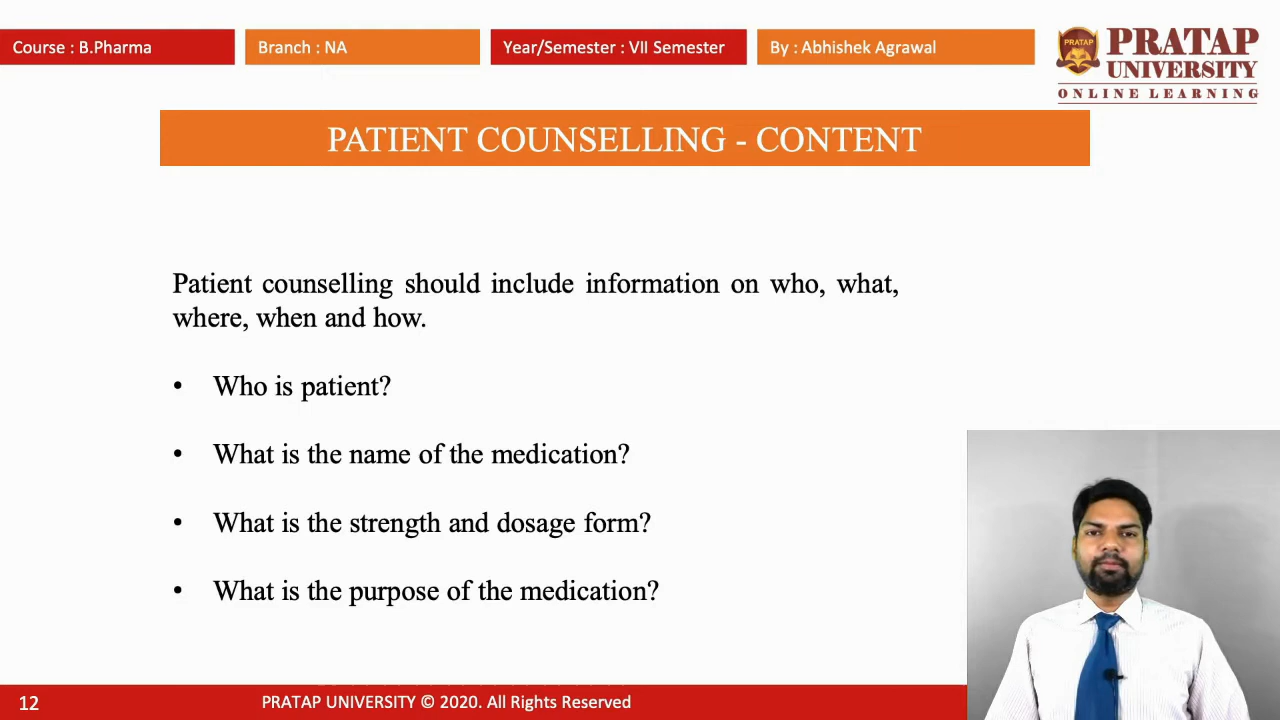 Course : B.Pharma
Branch : NA
Year/Semester : VII Semester
By : Abhishek Agrawal
PRATAP
PRATAP
UNIVERSITY
ONLINE LEARNING
PATIENT COUNSELLING - CONTENT
Patient counselling should include information on who, what,
where, when and how.
• Who is patient?
• What is the name of the medication?
• What is the strength and dosage form?
• What is the purpose of the medication?
12
PRATAP UNIVERSITY © 2020. All Rights Reserved